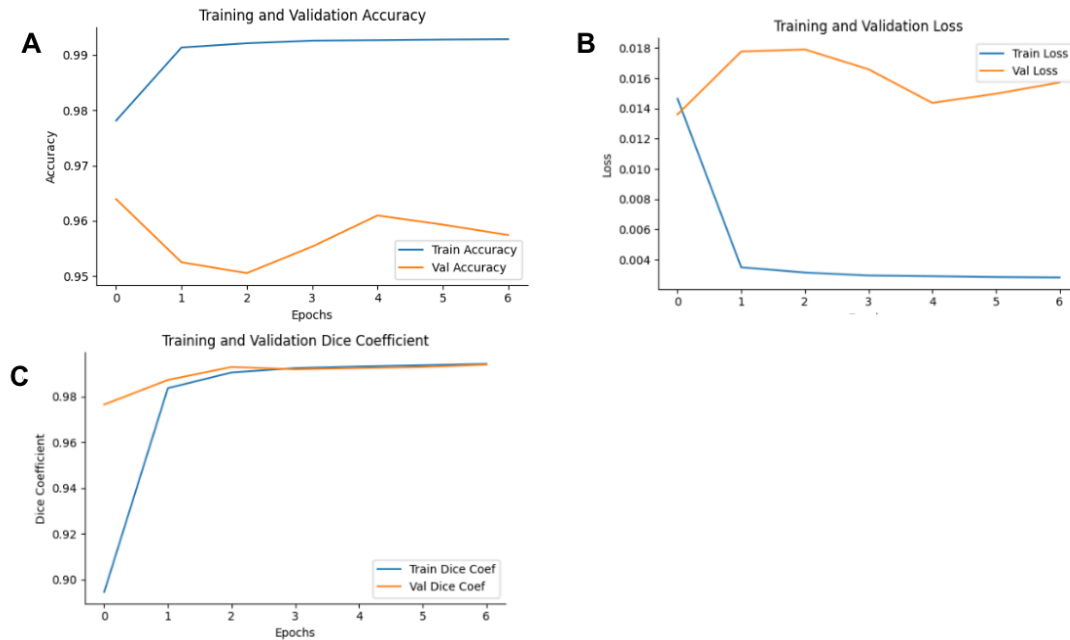 Training and Validation Accuracy
A
0.99
0.98
0.97
0.96
0.95
Accuracy
Train Accuracy
Val Accuracy
0 1 2 3 4 5 6
Epochs
Training and Validation Loss
B
0.018
0.016
0.014
0.012
0.010
0.008
0.006
0.004
Loss
Train Loss
Val Loss
0 1 2 3 4 5 6
Training and Validation Dice Coefficient
C
0.98
0.96
0.94
0.92
0.90
Dice Coefficient
Train Dice Coef
Val Dice Coef
0 1 2 3 4 5 6
Epochs